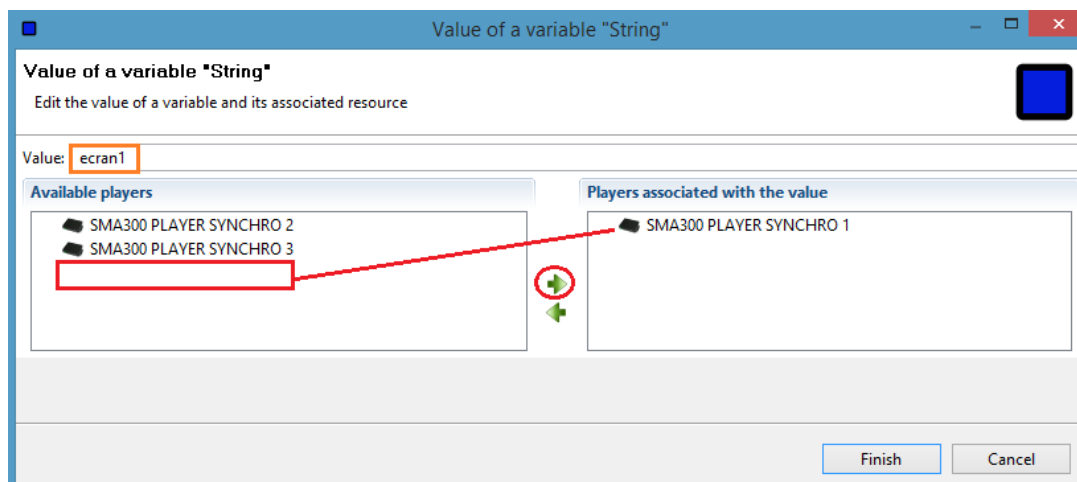 Value of a variable "String"
Value of a variable "String"
Edit the value of a variable and its associated resource
Value: ecran1
Available players
SMA300 PLAYER SYNCHRO 2
SMA300 PLAYER SYNCHRO 3
Players associated with the value
SMA300 PLAYER SYNCHRO 1
Finish
Cancel